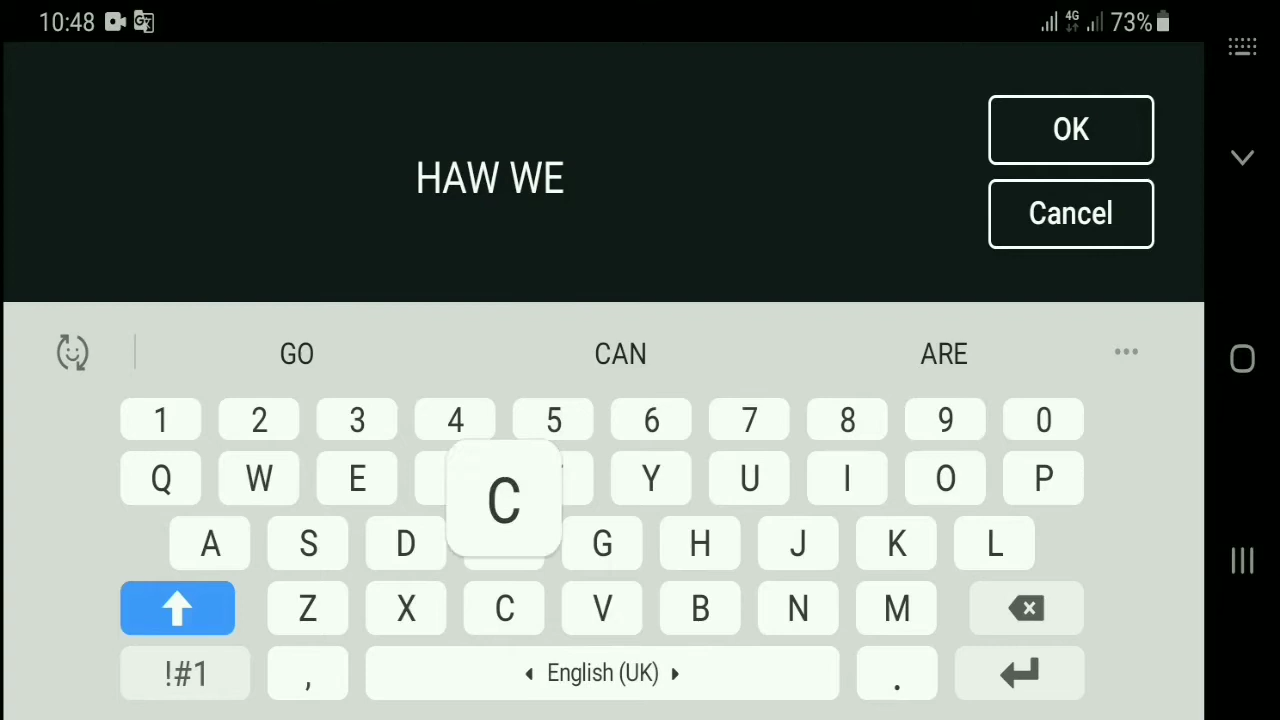 10:48 4G 73%
OK
HAW WE
Cancel
GO CAN ARE
1 2 3 4 5 6 7 8 9 0
Q W E Y U I O P
C
A S D G H J K L
Z X C V B N M
!#1 , English (UK) .